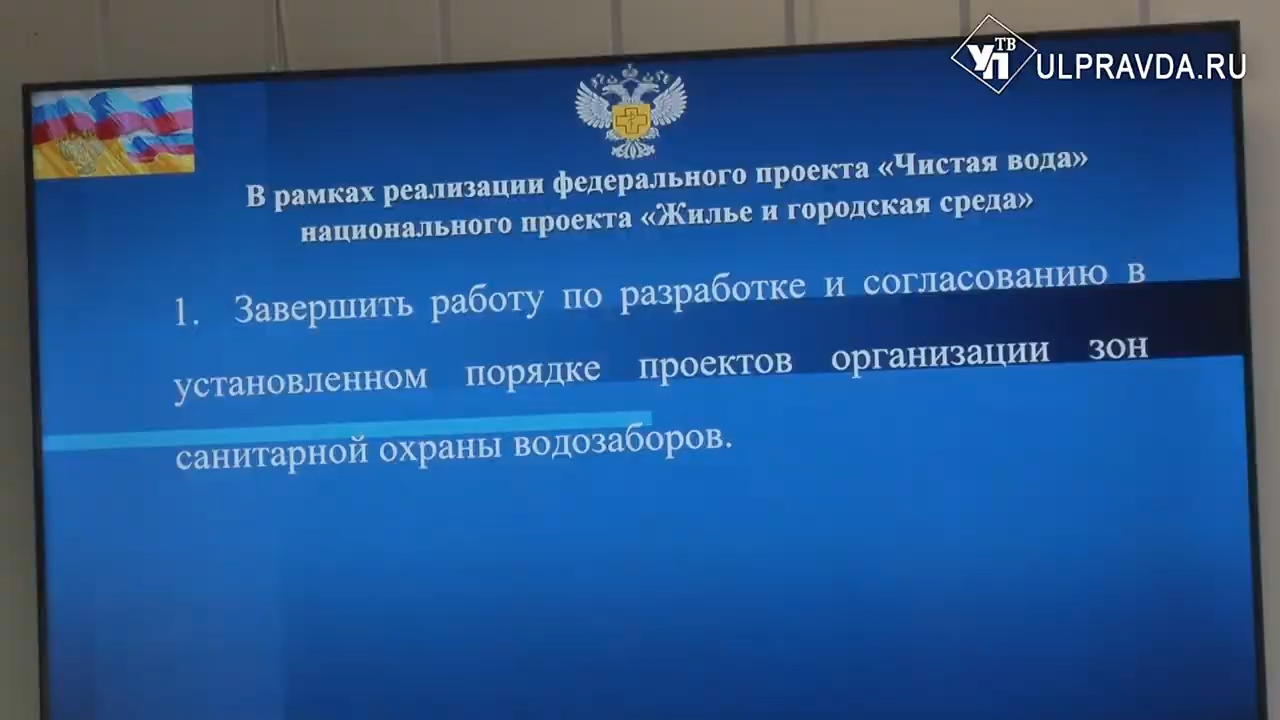 УП ТВ ULPRAVDA.RU
В рамках реализации федерального проекта «Чистая вода»
национального проекта «Жилье и городская среда»
1. Завершить работу по разработке и согласованию в
установленном порядке проектов организации зон
санитарной охраны водозаборов.